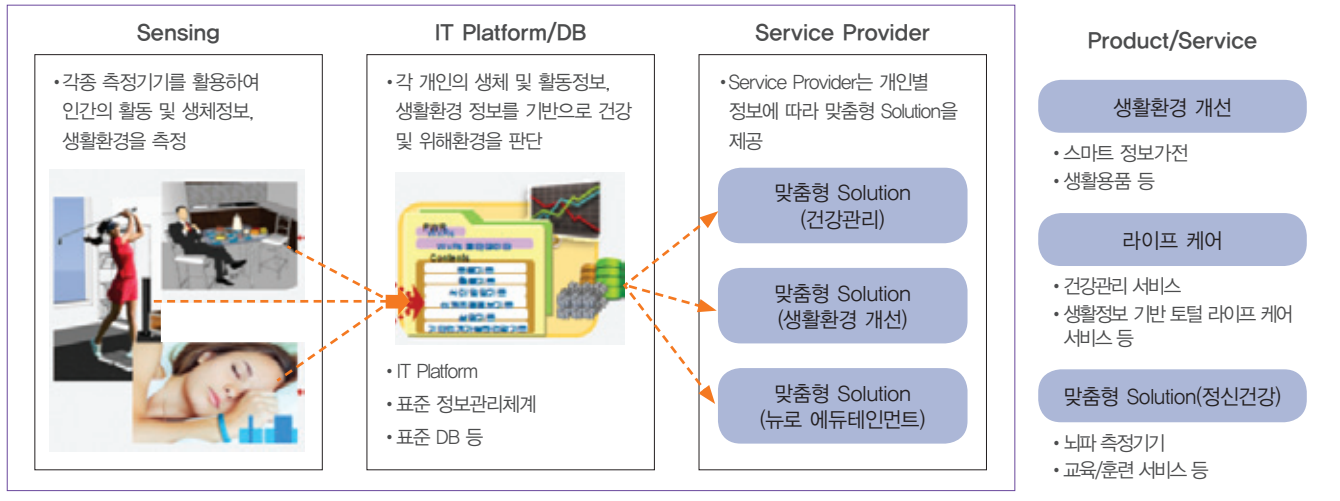 Sensing
• 각종 측정기기를 활용하여
인간의 활동 및 생체정보,
생활환경을 측정
IT Platform/DB
• 각 개인의 생체 및 활동정보,
생활환경 정보를 기반으로 건강
및 위해환경을 판단
Contents
• IT Platform
• 표준 정보관리체계
• 표준 DB 등
Service Provider
• Service Provider는 개인별
정보에 따라 맞춤형 Solution을
제공
맞춤형 Solution
(건강관리)
맞춤형 Solution
(생활환경 개선)
맞춤형 Solution
(뉴로 에듀테인먼트)
Product/Service
생활환경 개선
• 스마트 정보가전
• 생활용품 등
라이프 케어
• 건강관리 서비스
• 생활정보 기반 토털 라이프 케어
서비스 등
맞춤형 Solution(정신건강)
• 뇌파 측정기기
• 교육/훈련 서비스 등